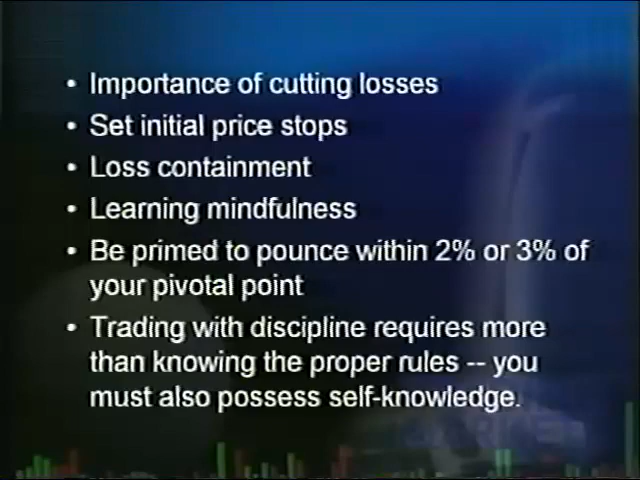 • Importance of cutting losses
• Set initial price stops
• Loss containment
• Learning mindfulness
• Be primed to pounce within 2% or 3% of
your pivotal point
• Trading with discipline requires more
than knowing the proper rules -- you
must also possess self-knowledge.